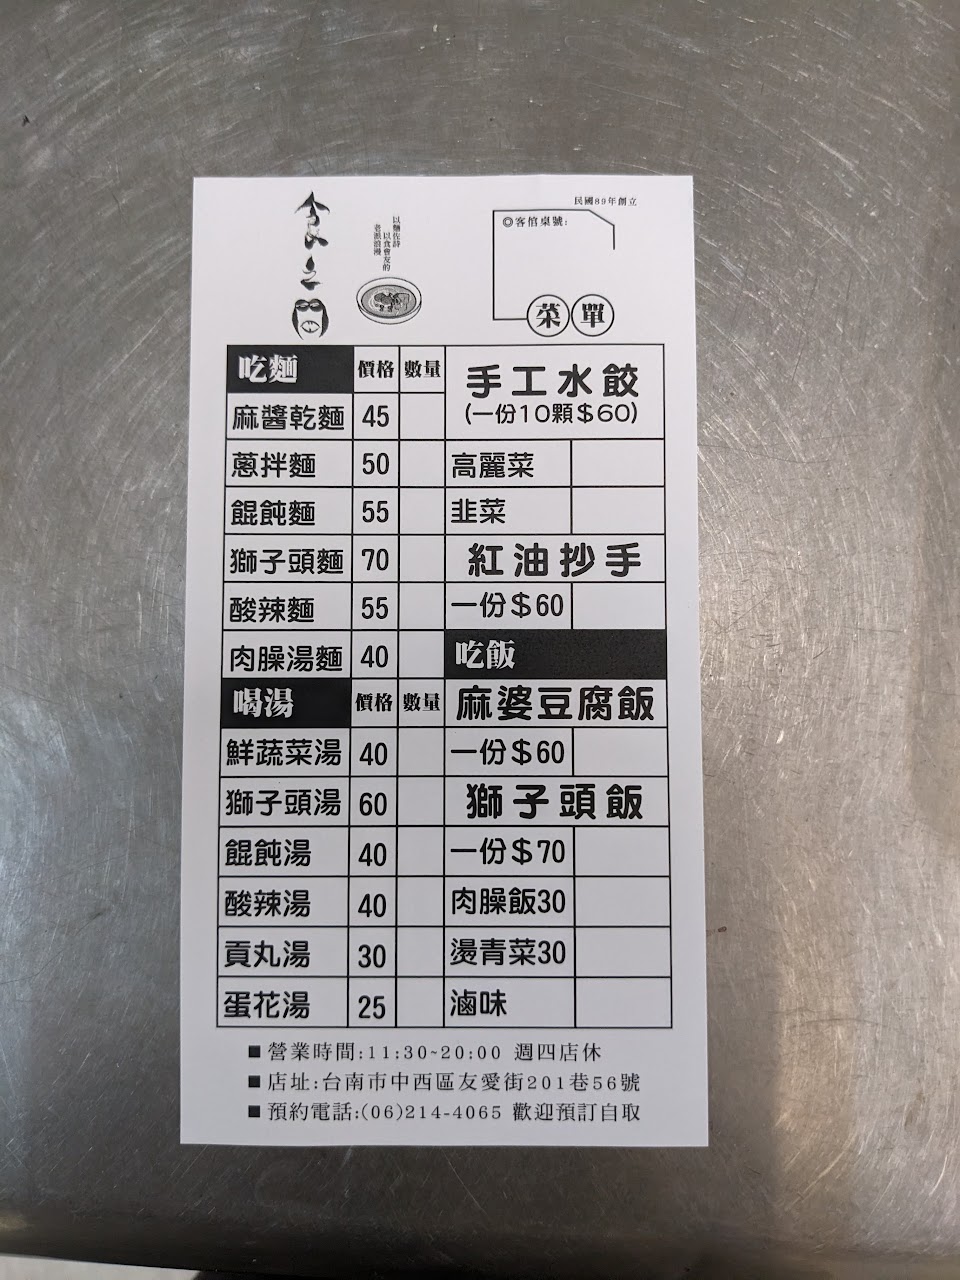 民國89年創立
以麵佐詩
以食會友的
老派浪漫
◎客倌桌號:
菜單
吃麵 價格 數量
麻醬乾麵 45
蔥拌麵 50
餛飩麵 55
獅子頭麵 70
酸辣麵 55
肉臊湯麵 40
喝湯 價格 數量
鮮蔬菜湯 40
獅子頭湯 60
餛飩湯 40
酸辣湯 40
貢丸湯 30
蛋花湯 25
手工水餃
(一份10顆$60)
高麗菜
韭菜
紅油抄手
一份$60
吃飯
麻婆豆腐飯
一份$60
獅子頭飯
一份$70
肉臊飯30
燙青菜30
滷味
■ 營業時間:11:30~20:00 週四店休
■ 店址:台南市中西區友愛街201巷56號
■ 預約電話:(06)214-4065 歡迎預訂自取